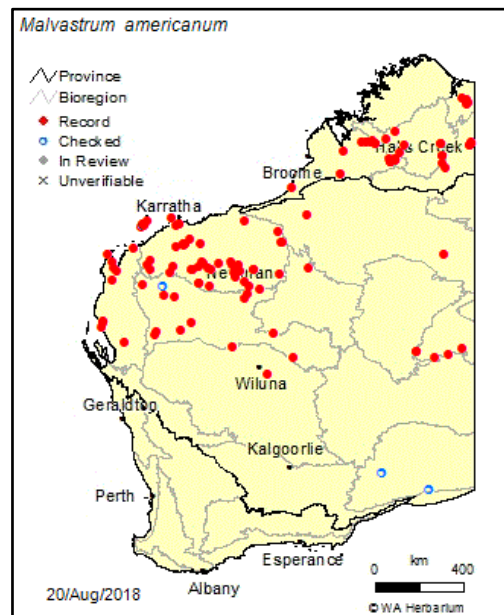 Malvastrum americanum
Province
Bioregion
Record
Checked
In Review
Unverifiable
Halls Creek
Broome
Karratha
Newman
Wiluna
Geraldton
Kalgoorlie
Perth
Esperance
Albany
km
0 400
20/Aug/2018
© WA Herbarium